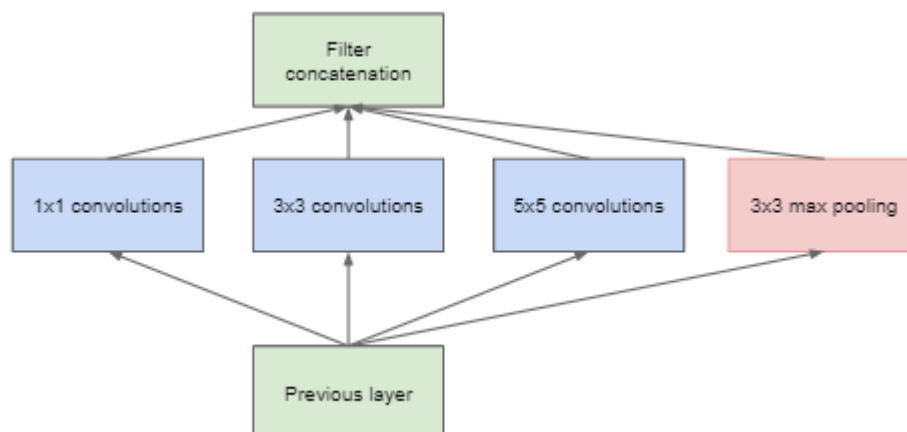 Filter
concatenation
1x1 convolutions
3x3 convolutions
5x5 convolutions
3x3 max pooling
Previous layer